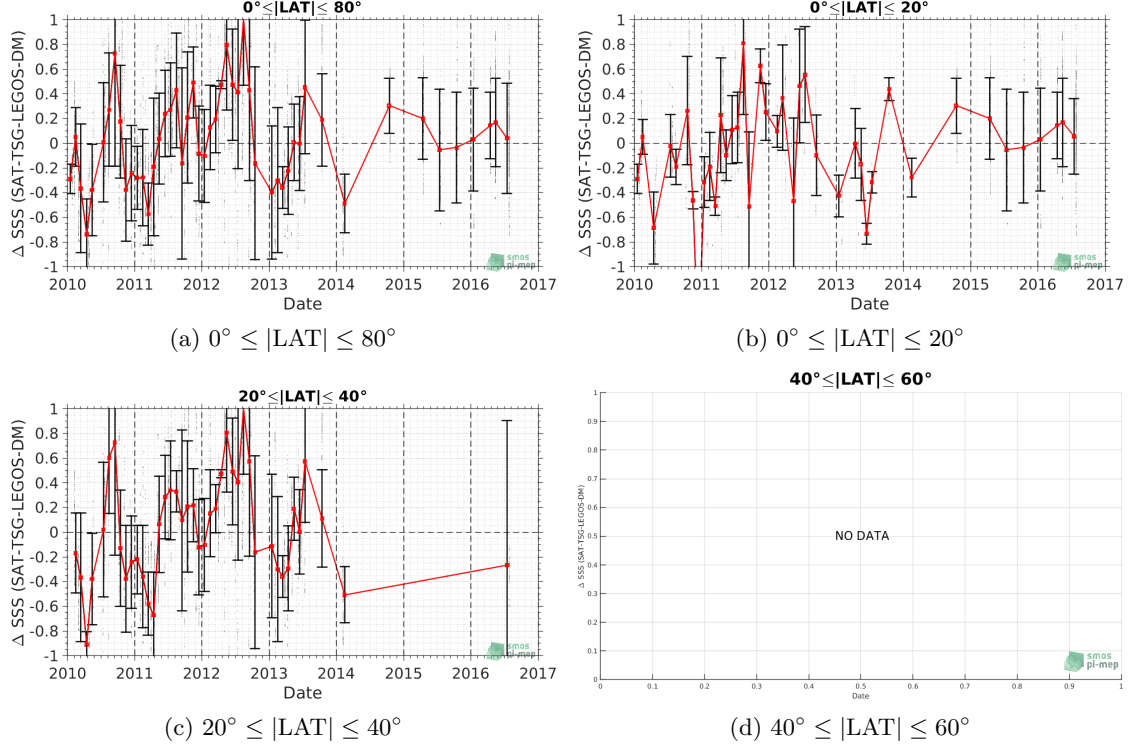 0°≤|LAT|≤ 80°
Δ SSS (SAT-TSG-LEGOS-DM)
1
0.8
0.6
0.4
0.2
0
-0.2
-0.4
-0.6
-0.8
-1
2010 2011 2012 2013 2014 2015 2016 2017
Date
smos
pi-mep
(a) 0° ≤ |LAT| ≤ 80°
0°≤|LAT|≤ 20°
Δ SSS (SAT-TSG-LEGOS-DM)
1
0.8
0.6
0.4
0.2
0
-0.2
-0.4
-0.6
-0.8
-1
2010 2011 2012 2013 2014 2015 2016 2017
Date
smos
pi-mep
(b) 0° ≤ |LAT| ≤ 20°
20°≤|LAT|≤ 40°
Δ SSS (SAT-TSG-LEGOS-DM)
1
0.8
0.6
0.4
0.2
0
-0.2
-0.4
-0.6
-0.8
-1
2010 2011 2012 2013 2014 2015 2016 2017
Date
smos
pi-mep
(c) 20° ≤ |LAT| ≤ 40°
40°≤|LAT|≤ 60°
Δ SSS (SAT-TSG-LEGOS-DM)
1
0.9
0.8
0.7
0.6
0.5
0.4
0.3
0.2
0.1
0
NO DATA
0 0.1 0.2 0.3 0.4 0.5 0.6 0.7 0.8 0.9 1
Date
smos
pi-mep
(d) 40° ≤ |LAT| ≤ 60°